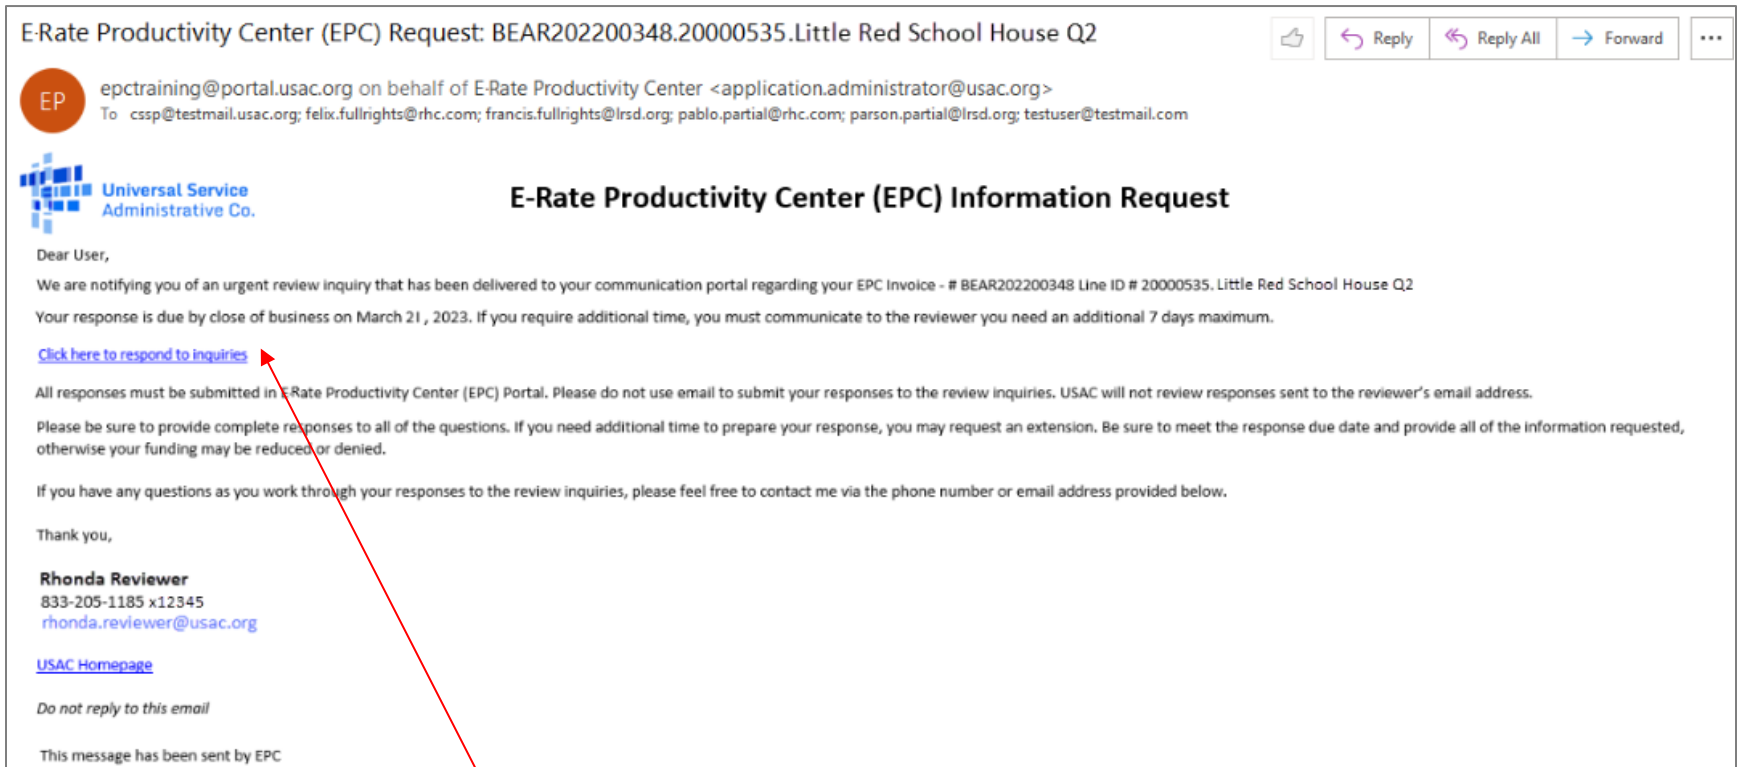 E-Rate Productivity Center (EPC) Request: BEAR202200348.20000535.Little Red School House Q2
Reply
Reply All
Forward
EP
epctraining@portal.usac.org on behalf of E-Rate Productivity Center <application.administrator@usac.org>
To cssp@testmail.usac.org; felix.fullrights@rhc.com; francis.fullrights@lrsd.org; pablo.partial@rhc.com; parson.partial@lrsd.org; testuser@testmail.com
Universal Service
Administrative Co.
E-Rate Productivity Center (EPC) Information Request
Dear User,
We are notifying you of an urgent review inquiry that has been delivered to your communication portal regarding your EPC Invoice - # BEAR202200348 Line ID # 20000535. Little Red School House Q2
Your response is due by close of business on March 21 , 2023. If you require additional time, you must communicate to the reviewer you need an additional 7 days maximum.
Click here to respond to inquiries
All responses must be submitted in E-Rate Productivity Center (EPC) Portal. Please do not use email to submit your responses to the review inquiries. USAC will not review responses sent to the reviewer's email address.
Please be sure to provide complete responses to all of the questions. If you need additional time to prepare your response, you may request an extension. Be sure to meet the response due date and provide all of the information requested,
otherwise your funding may be reduced or denied.
If you have any questions as you work through your responses to the review inquiries, please feel free to contact me via the phone number or email address provided below.
Thank you,
Rhonda Reviewer
833-205-1185 x12345
rhonda.reviewer@usac.org
USAC Homepage
Do not reply to this email
This message has been sent by EPC